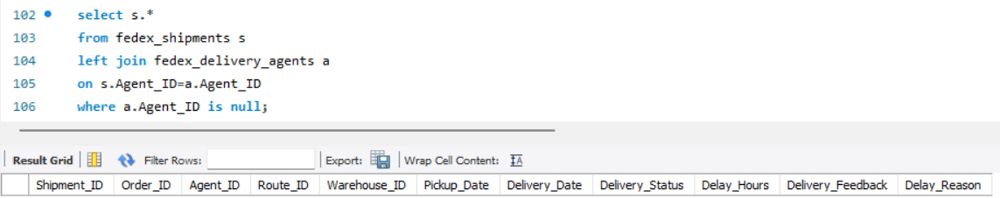 102 select s.*
103 from fedex_shipments s
104 left join fedex_delivery_agents a
105 on s.Agent_ID=a.Agent_ID
106 where a.Agent_ID is null;
Result Grid Filter Rows: Export: Wrap Cell Content:
Shipment_ID Order_ID Agent_ID Route_ID Warehouse_ID Pickup_Date Delivery_Date Delivery_Status Delay_Hours Delivery_Feedback Delay_Reason